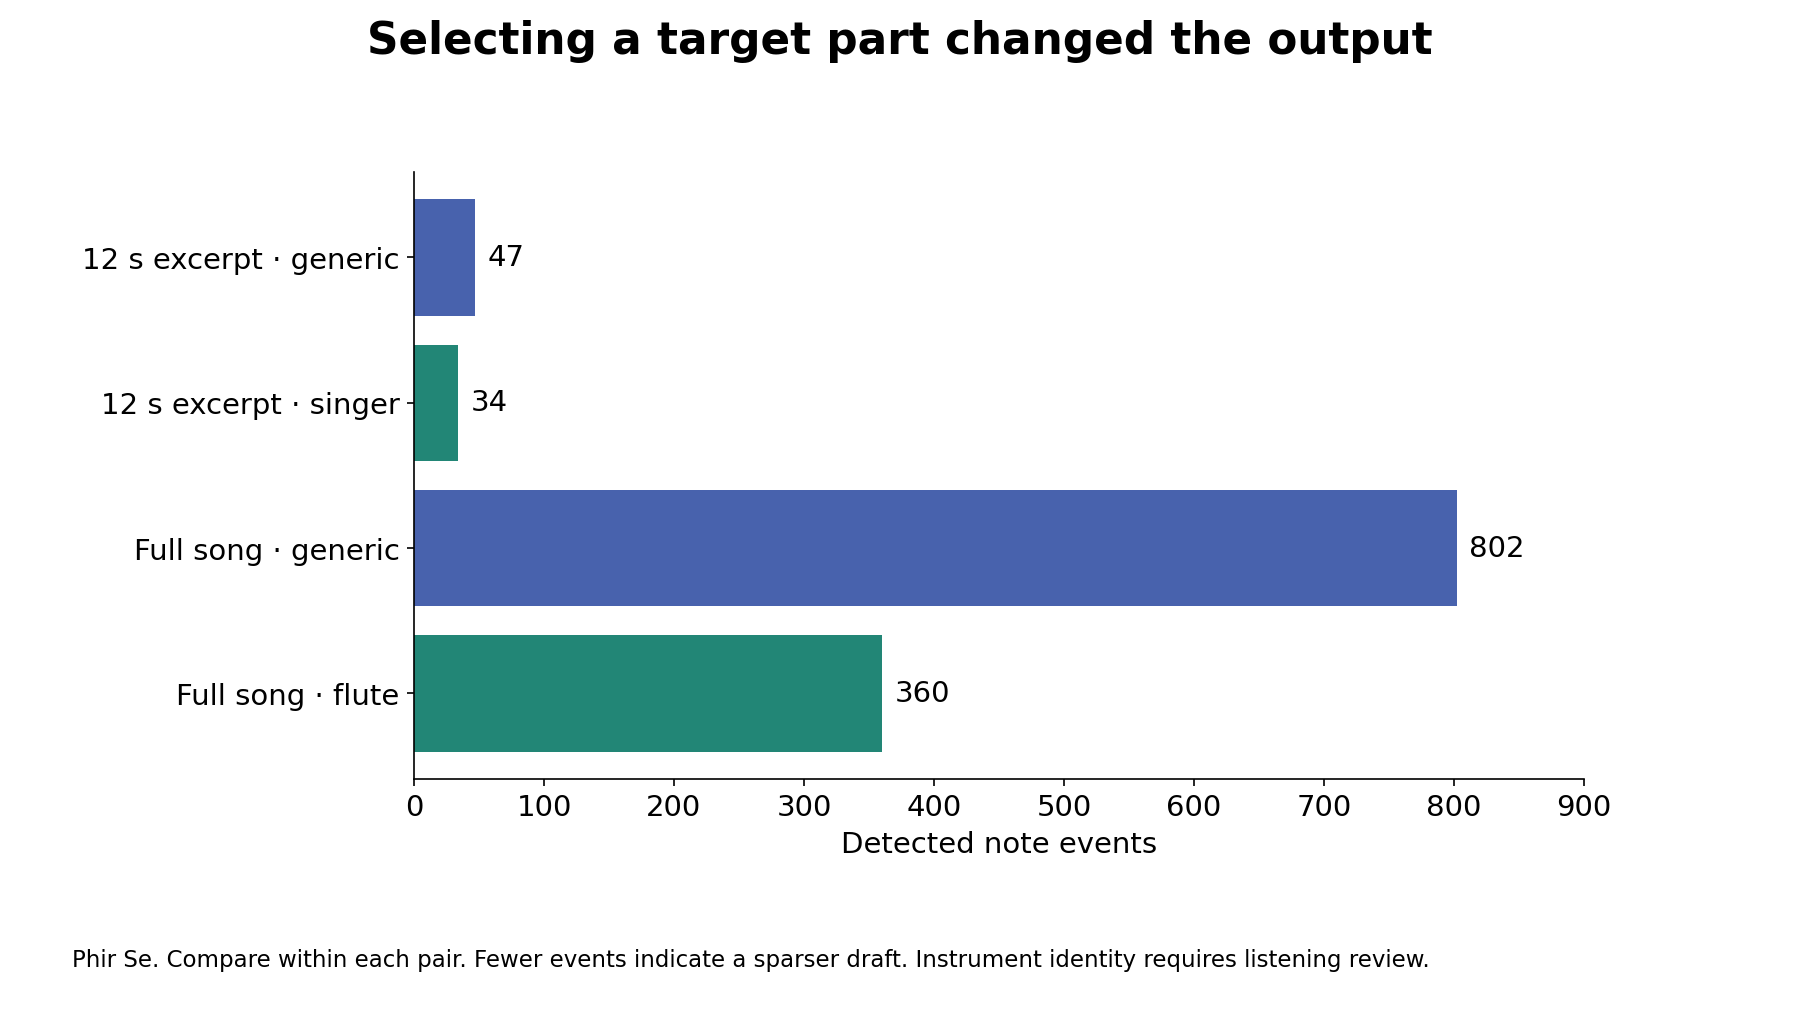 Selecting a target part changed the output
12 s excerpt · generic
47
12 s excerpt · singer
34
Full song · generic
802
Full song · flute
360
0 100 200 300 400 500 600 700 800 900
Detected note events
Phir Se. Compare within each pair. Fewer events indicate a sparser draft. Instrument identity requires listening review.